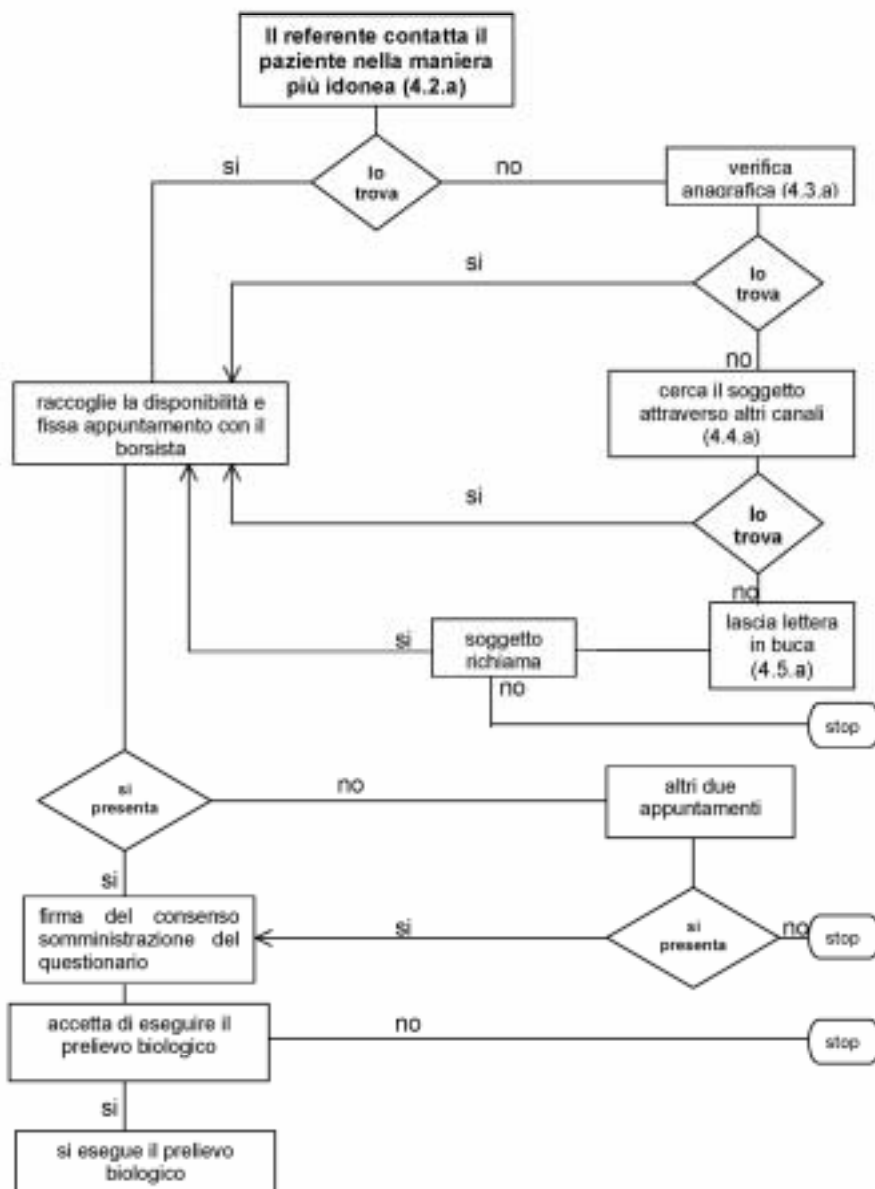 Il referente contatta il
paziente nella maniera
più idonea (4.2.a)
si
lo
trova
no
verifica
anagrafica (4.3.a)
si
lo
trova
no
raccoglie la disponibilità e
fissa appuntamento con il
borsista
cerca il soggetto
attraverso altri canali
(4.4.a)
si
lo
trova
no
si
soggetto
richiama
lascia lettera
in buca
(4.5.a)
no
stop
si
presenta
no
altri due
appuntamenti
si
firma del consenso
somministrazione del
questionario
si
si
presenta
no
stop
accetta di eseguire il
prelievo biologico
no
stop
si
si esegue il prelievo
biologico